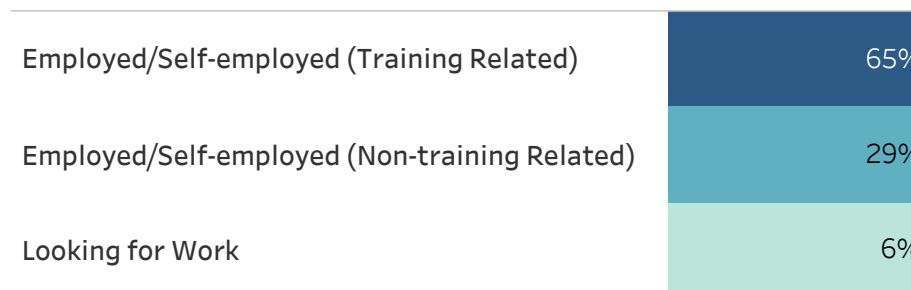 Employed/Self-employed (Training Related) 65%
Employed/Self-employed (Non-training Related) 29%
Looking for Work 6%